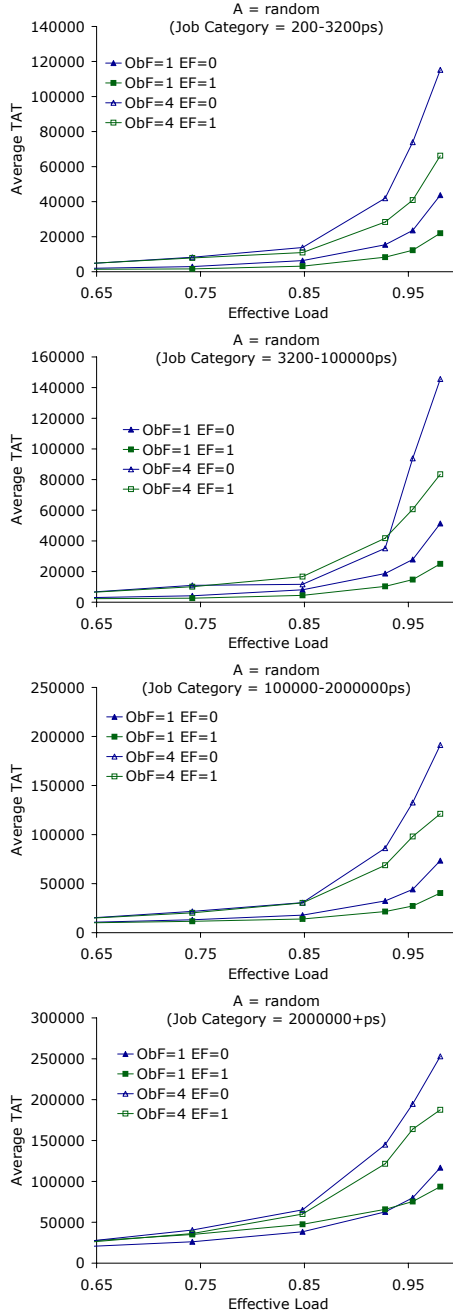 A = random
(Job Category = 200-3200ps)
140000
120000
100000
80000
60000
40000
20000
0
Average TAT
ObF=1 EF=0
ObF=1 EF=1
ObF=4 EF=0
ObF=4 EF=1
0.65 0.75 0.85 0.95
Effective Load
A = random
(Job Category = 3200-100000ps)
160000
140000
120000
100000
80000
60000
40000
20000
0
Average TAT
ObF=1 EF=0
ObF=1 EF=1
ObF=4 EF=0
ObF=4 EF=1
0.65 0.75 0.85 0.95
Effective Load
A = random
(Job Category = 100000-2000000ps)
250000
200000
150000
100000
50000
0
Average TAT
ObF=1 EF=0
ObF=1 EF=1
ObF=4 EF=0
ObF=4 EF=1
0.65 0.75 0.85 0.95
Effective Load
A = random
(Job Category = 2000000+ps)
300000
250000
200000
150000
100000
50000
0
Average TAT
ObF=1 EF=0
ObF=1 EF=1
ObF=4 EF=0
ObF=4 EF=1
0.65 0.75 0.85 0.95
Effective Load